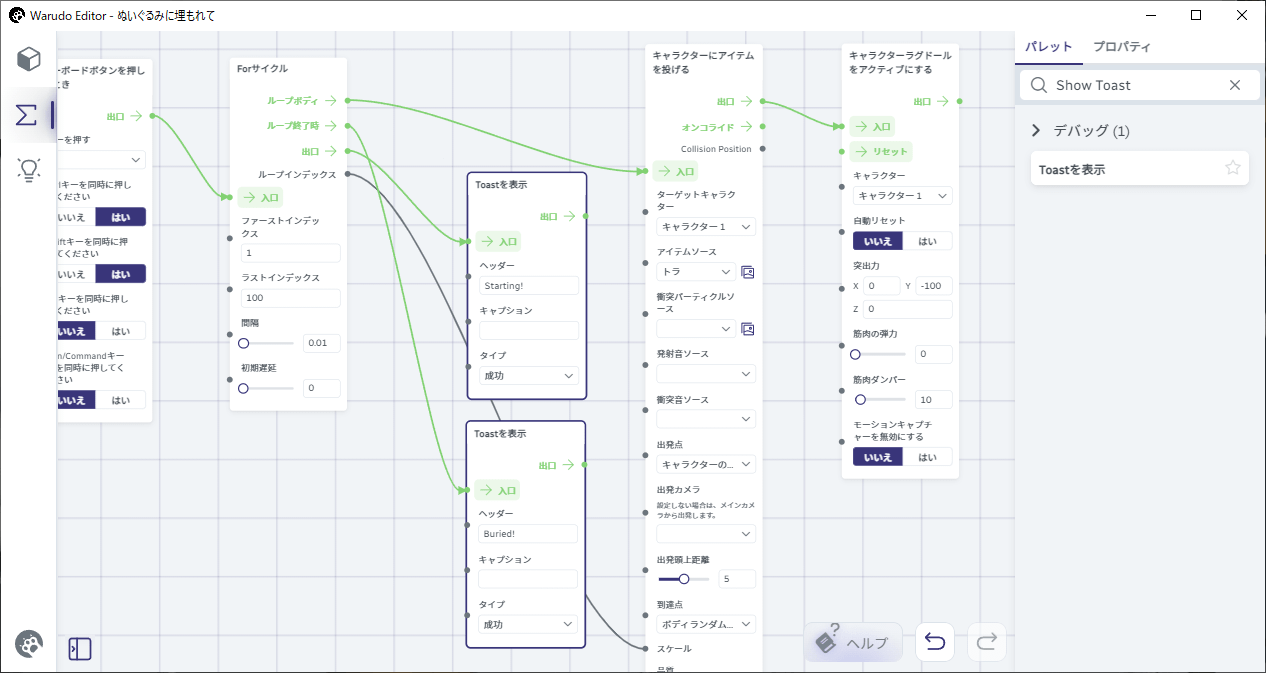 Warudo Editor - ぬいぐるみに埋もれて
ーボードボタンを押し
とき
出口
ーを押す
lキーを同時に押し
ください
いいえ
はい
iftキーを同時に押
てください
いいえ
はい
キーを同時に押し
ください
いいえ
はい
n/Commandキー
を同時に押してく
さい
いいえ
はい
Forサイクル
ループボディ
ループ終了時
出口
ループインデックス
入口
ファーストインデッ
クス
1
ラストインデックス
100
間隔
0.01
初期遅延
0
Toastを表示
出口
入口
ヘッダー
Starting!
キャプション
タイプ
成功
Toastを表示
出口
入口
ヘッダー
Buried!
キャプション
タイプ
成功
キャラクターにアイテム
を投げる
出口
オンコライド
Collision Position
入口
ターゲットキャラク
ター
キャラクター 1
アイテムソース
トラ
衝突パーティクルソ
ース
発射音ソース
衝突音ソース
出発点
キャラクターの...
出発カメラ
設定しない場合は、メインカメ
ラから出発します。
出発頭上距離
5
到達点
ボディランダム...
スケール
品質
キャラクターラグドール
をアクティブにする
出口
入口
リセット
キャラクター
キャラクター 1
自動リセット
いいえ
はい
突出力
X 0 Y -100
Z 0
筋肉の弾力
0
筋肉ダンパー
10
モーションキャプチ
ャーを無効にする
いいえ
はい
ヘルプ
パレット
プロパティ
Show Toast
デバッグ (1)
Toastを表示